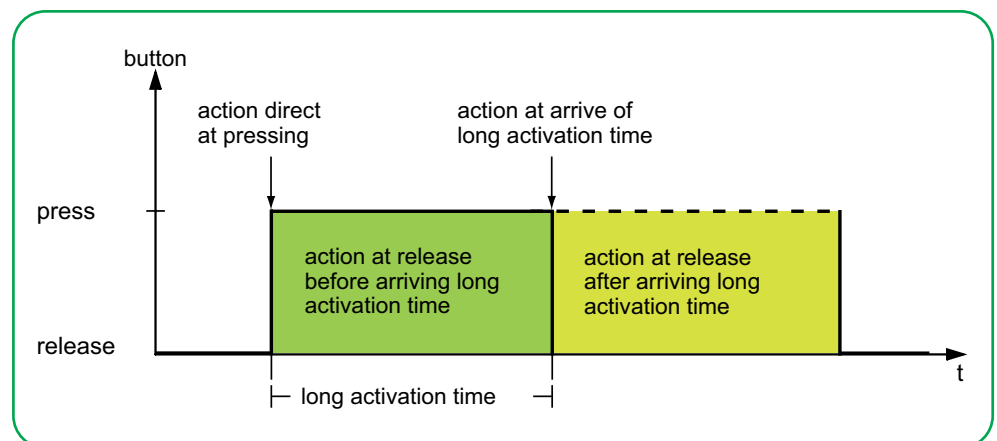 button
action direct
at pressing
action at arrive of
long activation time
press
action at release
before arriving long
activation time
action at release
after arriving long
activation time
release
t
long activation time